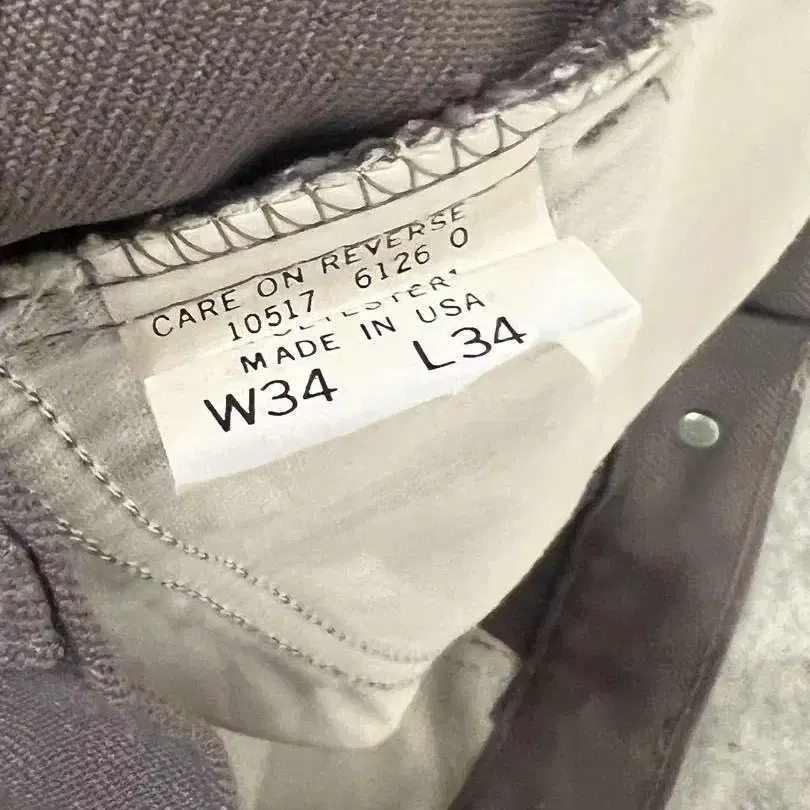 CARE ON REVERSE
10517 6126 0
MADE IN USA
W34 L34